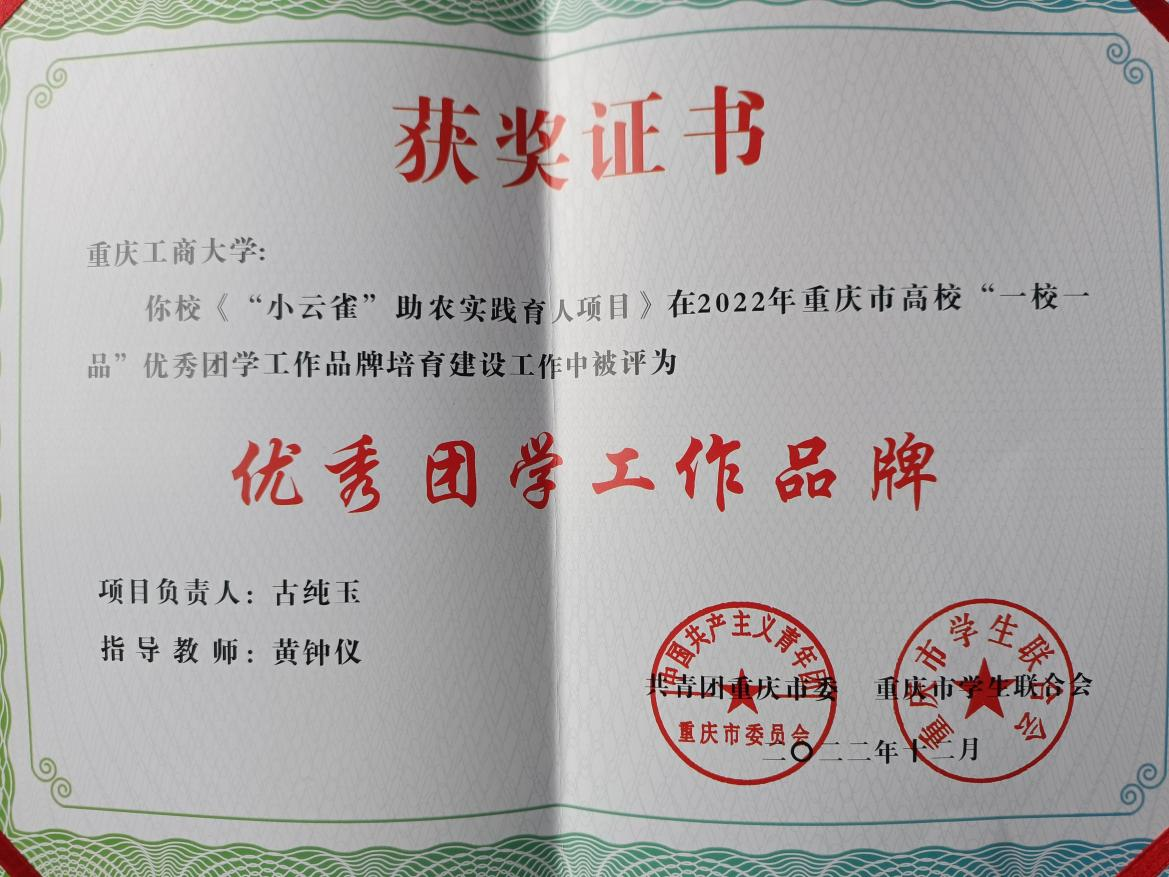 获奖证书
重庆工商大学:
你校《“小云雀”助农实践育人项目》在2022年重庆市高校“一校一
品”优秀团学工作品牌培育建设工作中被评为
优秀团学工作品牌
项目负责人：古纯玉
指导教师：黄钟仪
中国共产主义青年团
重庆市学生联合会
共青团重庆市委 重庆市学生联合会
重庆市委员会
二〇二二年十二月